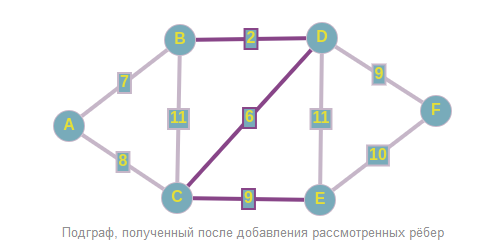 B 2 D
7 9
A 11 6 11 F
8 10
C 9 E
Подграф, полученный после добавления рассмотренных рёбер